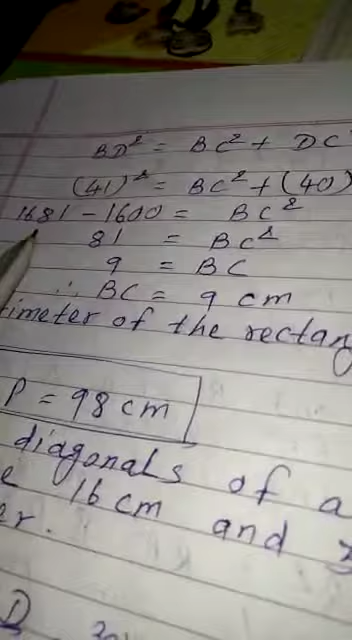 BD² = BC² + DC
(41)² = BC² + (40)
1681 - 1600 = BC²
81 = BC²
9 = BC
∴ BC = 9 cm
imeter of the rectan
P = 98 cm
diagonals of a
e 16 cm and 3
er.
D